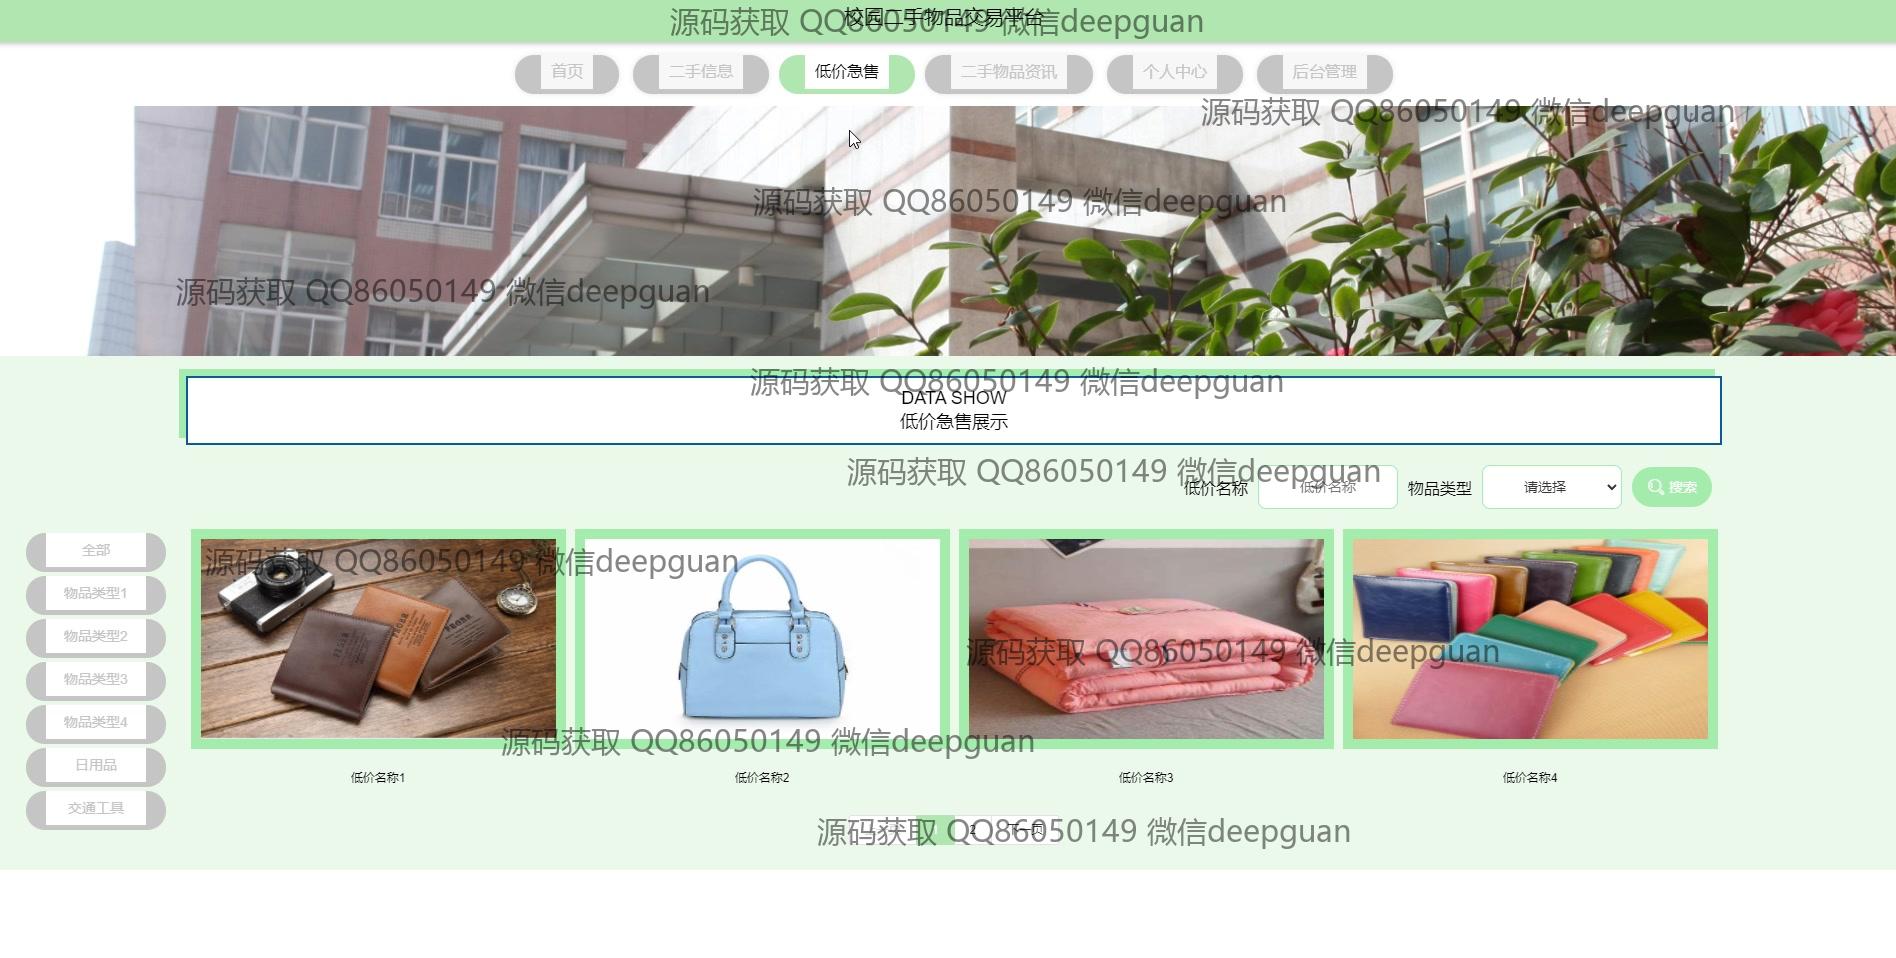 校园二手物品交易平台
源码获取 QQ86050149 微信deepguan
首页 二手信息 低价急售 二手物品资讯 个人中心 后台管理
源码获取 QQ86050149 微信deepguan
源码获取 QQ86050149 微信deepguan
源码获取 QQ86050149 微信deepguan
源码获取 QQ86050149 微信deepguan
DATA SHOW
低价急售展示
源码获取 QQ86050149 微信deepguan
低价名称 低价名称 物品类型 请选择 搜索
全部
物品类型1
物品类型2
物品类型3
物品类型4
日用品
交通工具
源码获取 QQ86050149 微信deepguan
源码获取 QQ86050149 微信deepguan
源码获取 QQ86050149 微信deepguan
低价名称1 低价名称2 低价名称3 低价名称4
2 下一页
源码获取 QQ86050149 微信deepguan